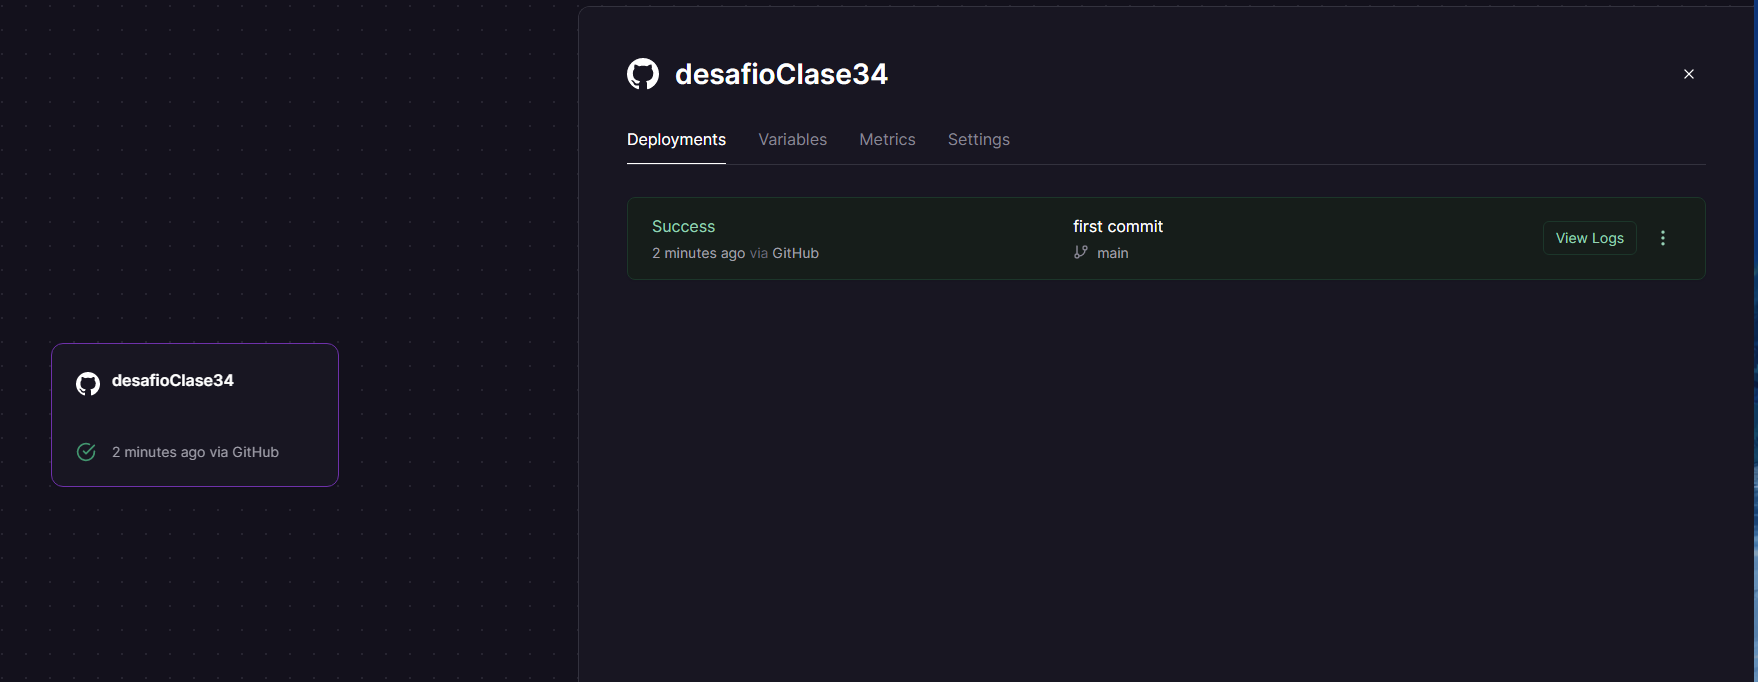 desafioClase34
Deployments Variables Metrics Settings
Success
2 minutes ago via GitHub
first commit
main
View Logs
desafioClase34
2 minutes ago via GitHub